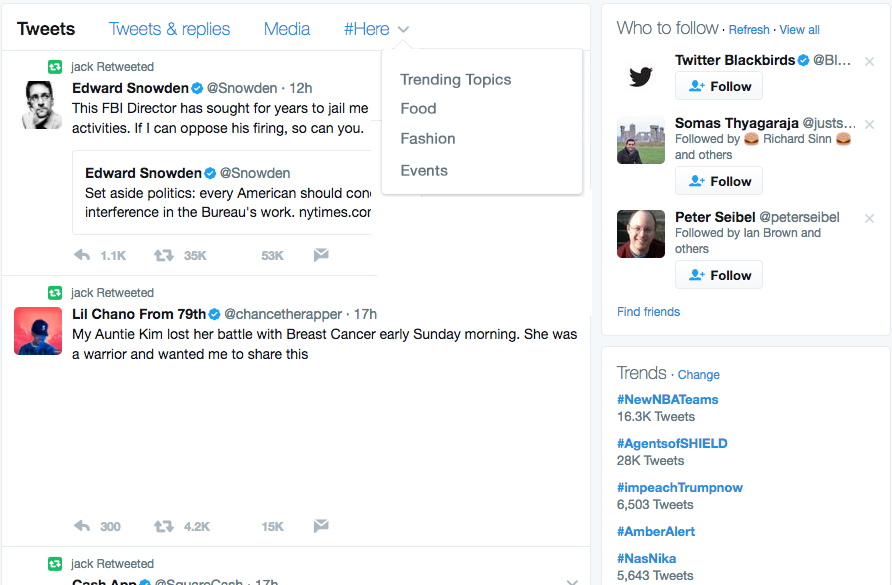 Tweets Tweets & replies Media #Here
Trending Topics
Food
Fashion
Events
jack Retweeted
Edward Snowden @Snowden · 12h
This FBI Director has sought for years to jail me
activities. If I can oppose his firing, so can you.
Edward Snowden @Snowden
Set aside politics: every American should
interference in the Bureau's work.
1.1K 35K 53K
jack Retweeted
Lil Chano From 79th @chancetherapper · 17h
My Auntie Kim lost her battle with Breast Cancer early Sunday morning. She was
a warrior and wanted me to share this
300 4.2K 15K
jack Retweeted
Cash App @SquareCash · 17h
Who to follow · Refresh · View all
Twitter Blackbirds @Bl...
Follow
Somas Thyagaraja @justs...
Followed by 🍔 Richard Sinn 🍔
and others
Follow
Peter Seibel @peterseibel
Followed by Ian Brown and
others
Follow
Find friends
Trends · Change
#NewNBATeams
16.3K Tweets
#AgentsofSHIELD
28K Tweets
#impeachTrumpnow
6,503 Tweets
#AmberAlert
#NasNika
5,643 Tweets